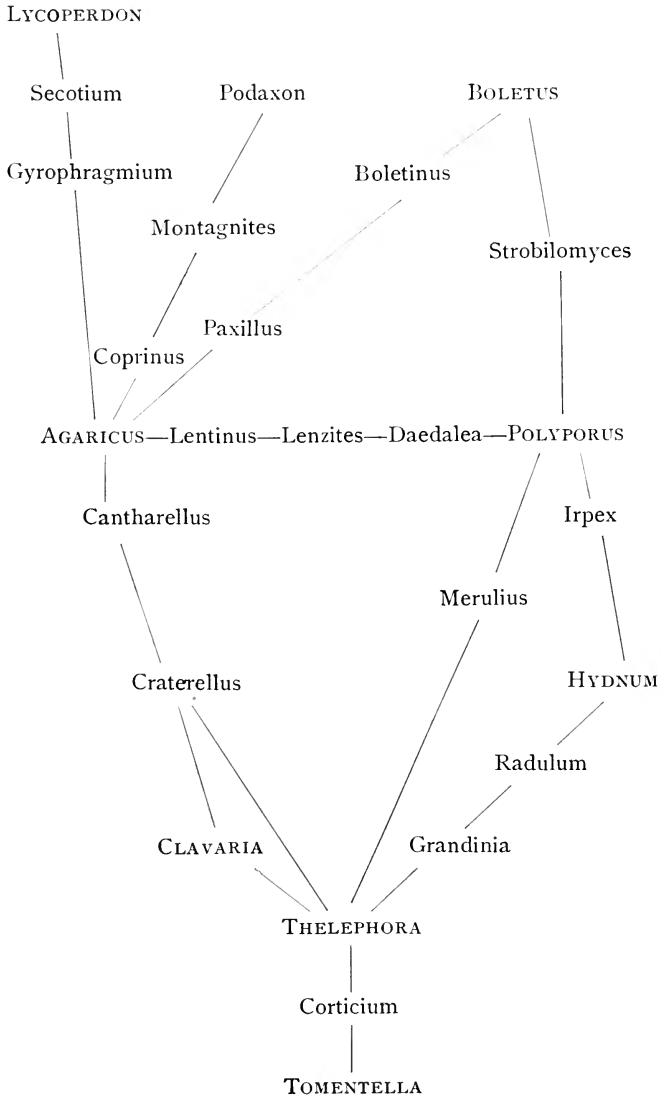 LYCOPERDON
Secotium Podaxon BOLETUS
Gyrophragmium Boletinus
Montagnites
Strobilomyces
Paxillus
Coprinus
AGARICUS—Lentinus—Lenzites—Daedalea—POLYPORUS
Cantharellus Irpex
Merulius
Craterellus HYDNUM
Radulum
CLAVARIA Grandinia
THELEPHORA
Corticium
TOMENTELLA